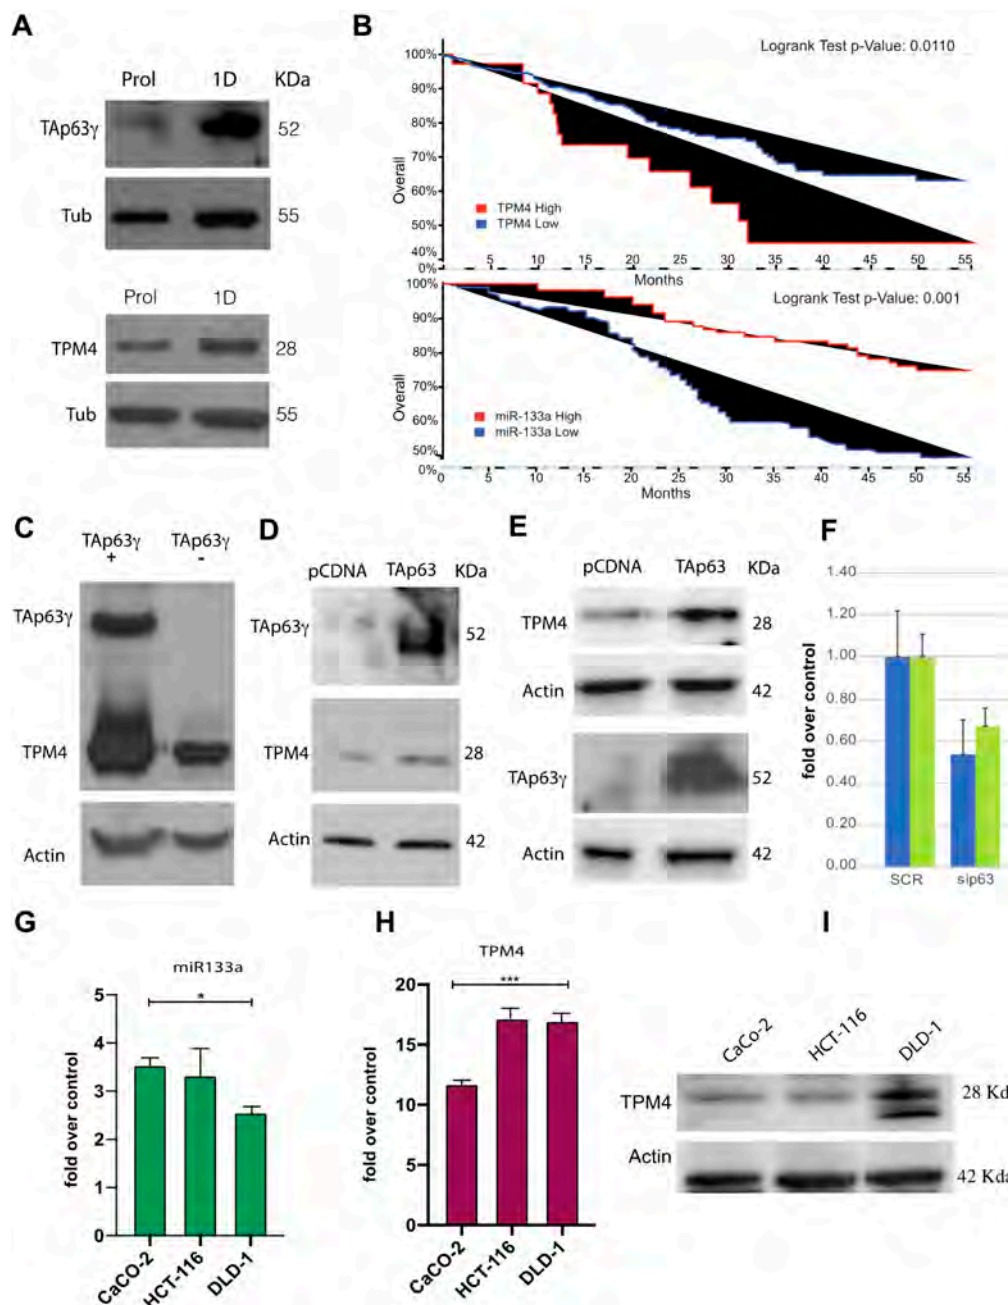 A
Prol 1D KDa
TAp63γ 52
Tub 55
Prol 1D
TPM4 28
Tub 55
B
Logrank Test p-Value: 0.0110
100%
90%
80%
70%
60%
50%
40%
0%
Overall
TPM4 High
TPM4 Low
5 10 15 20 25 30 35 40 45 50 55
Months
Logrank Test p-Value: 0.001
100%
90%
80%
70%
60%
50%
0%
Overall
miR-133a High
miR-133a Low
0 5 10 15 20 25 30 35 40 45 50 55
Months
C
TAp63γ TAp63γ
+ -
TAp63γ
TPM4
Actin
D
pCDNA TAp63 KDa
TAp63γ 52
TPM4 28
Actin 42
E
pCDNA TAp63 KDa
TPM4 28
Actin 42
TAp63γ 52
Actin 42
F
fold over control
1.40
1.20
1.00
0.80
0.60
0.40
0.20
0.00
SCR sip63
G
miR133a
*
fold over control
5
4
3
2
1
0
CaCO-2 HCT-116 DLD-1
H
TPM4
***
fold over control
20
15
10
5
0
CaCO-2 HCT-116 DLD-1
I
CaCo-2 HCT-116 DLD-1
TPM4 28 Kd
Actin 42 Kda